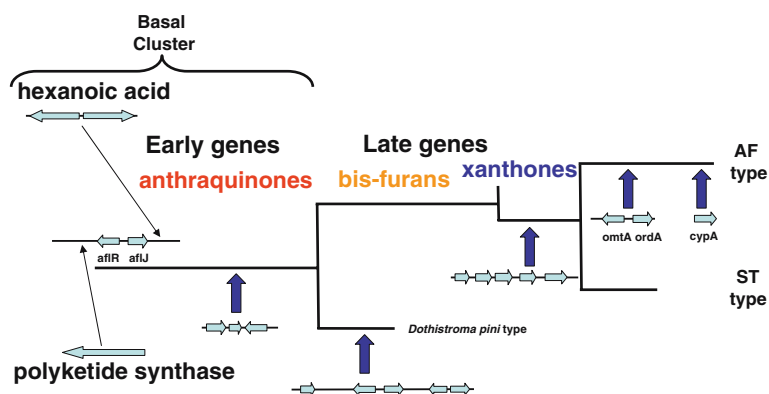 Basal
Cluster
hexanoic acid
Early genes
anthraquinones
Late genes
bis-furans
xanthones
AF
type
omtA ordA
cypA
aflR aflJ
ST
type
Dothistroma pini type
polyketide synthase